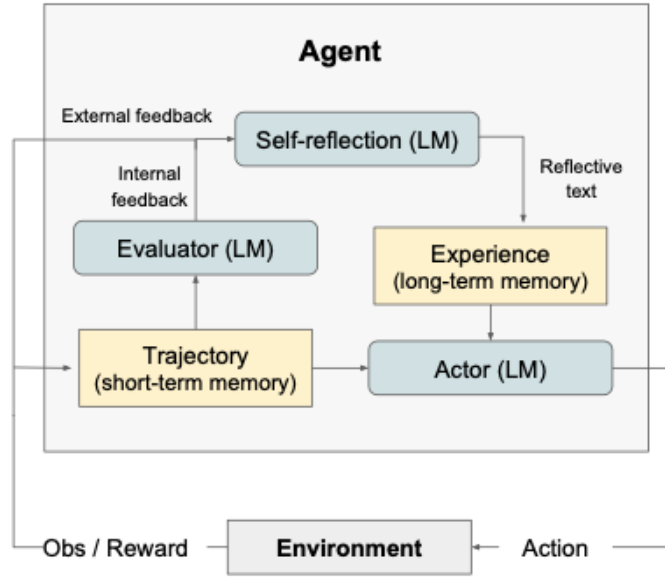 Agent
External feedback
Self-reflection (LM)
Internal
feedback
Reflective
text
Evaluator (LM)
Experience
(long-term memory)
Trajectory
(short-term memory)
Actor (LM)
Obs / Reward
Environment
Action